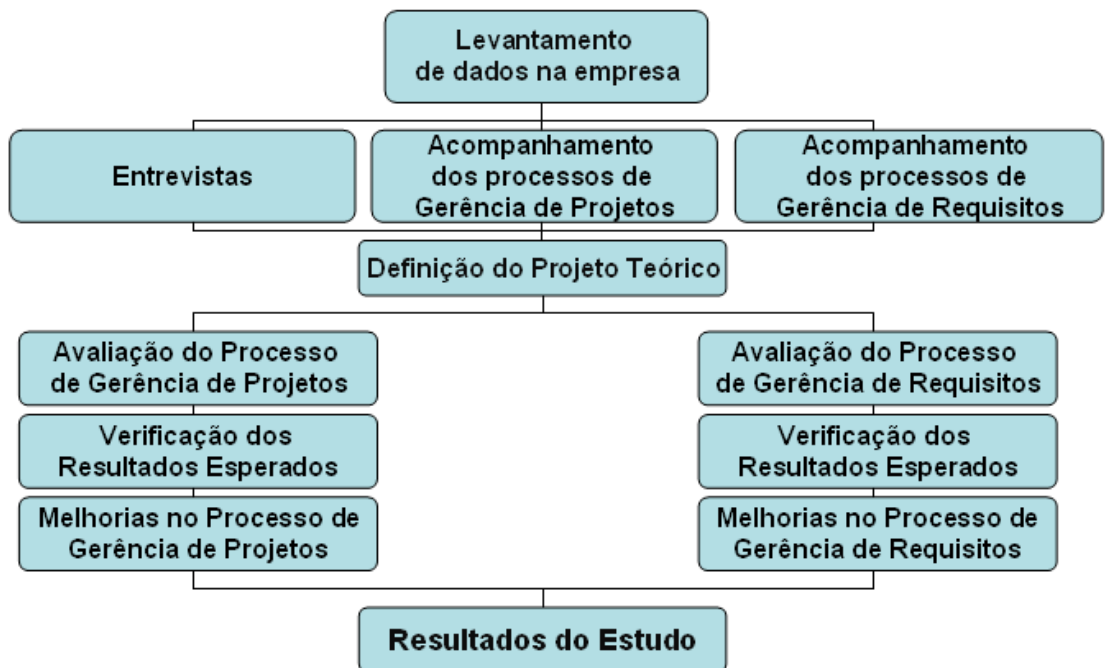 Levantamento
de dados na empresa
Entrevistas
Acompanhamento
dos processos de
Gerência de Projetos
Acompanhamento
dos processos de
Gerência de Requisitos
Definição do Projeto Teórico
Avaliação do Processo
de Gerência de Projetos
Verificação dos
Resultados Esperados
Melhorias no Processo de
Gerência de Projetos
Avaliação do Processo
de Gerência de Requisitos
Verificação dos
Resultados Esperados
Melhorias no Processo de
Gerência de Requisitos
Resultados do Estudo